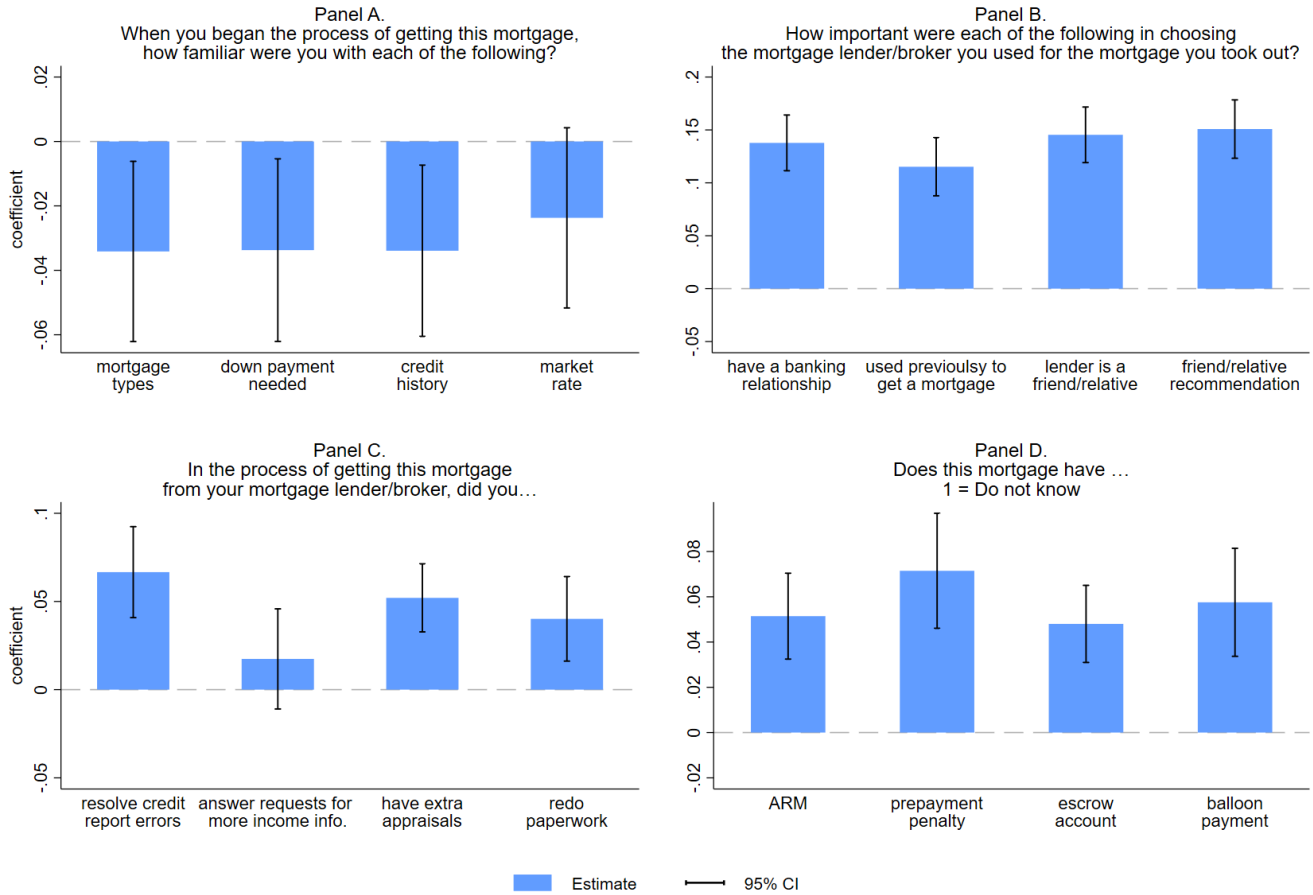 Panel A.
When you began the process of getting this mortgage,
how familiar were you with each of the following?
coefficient
.02
0
-.02
-.04
-.06
mortgage
types
down payment
needed
credit
history
market
rate
Panel B.
How important were each of the following in choosing
the mortgage lender/broker you used for the mortgage you took out?
.2
.15
.1
.05
0
-.05
have a banking
relationship
used previoulsy to
get a mortgage
lender is a
friend/relative
friend/relative
recommendation
Panel C.
In the process of getting this mortgage
from your mortgage lender/broker, did you…
coefficient
.1
.05
0
-.05
resolve credit
report errors
answer requests for
more income info.
have extra
appraisals
redo
paperwork
Panel D.
Does this mortgage have …
1 = Do not know
.08
.06
.04
.02
0
-.02
ARM
prepayment
penalty
escrow
account
balloon
payment
Estimate
95% CI